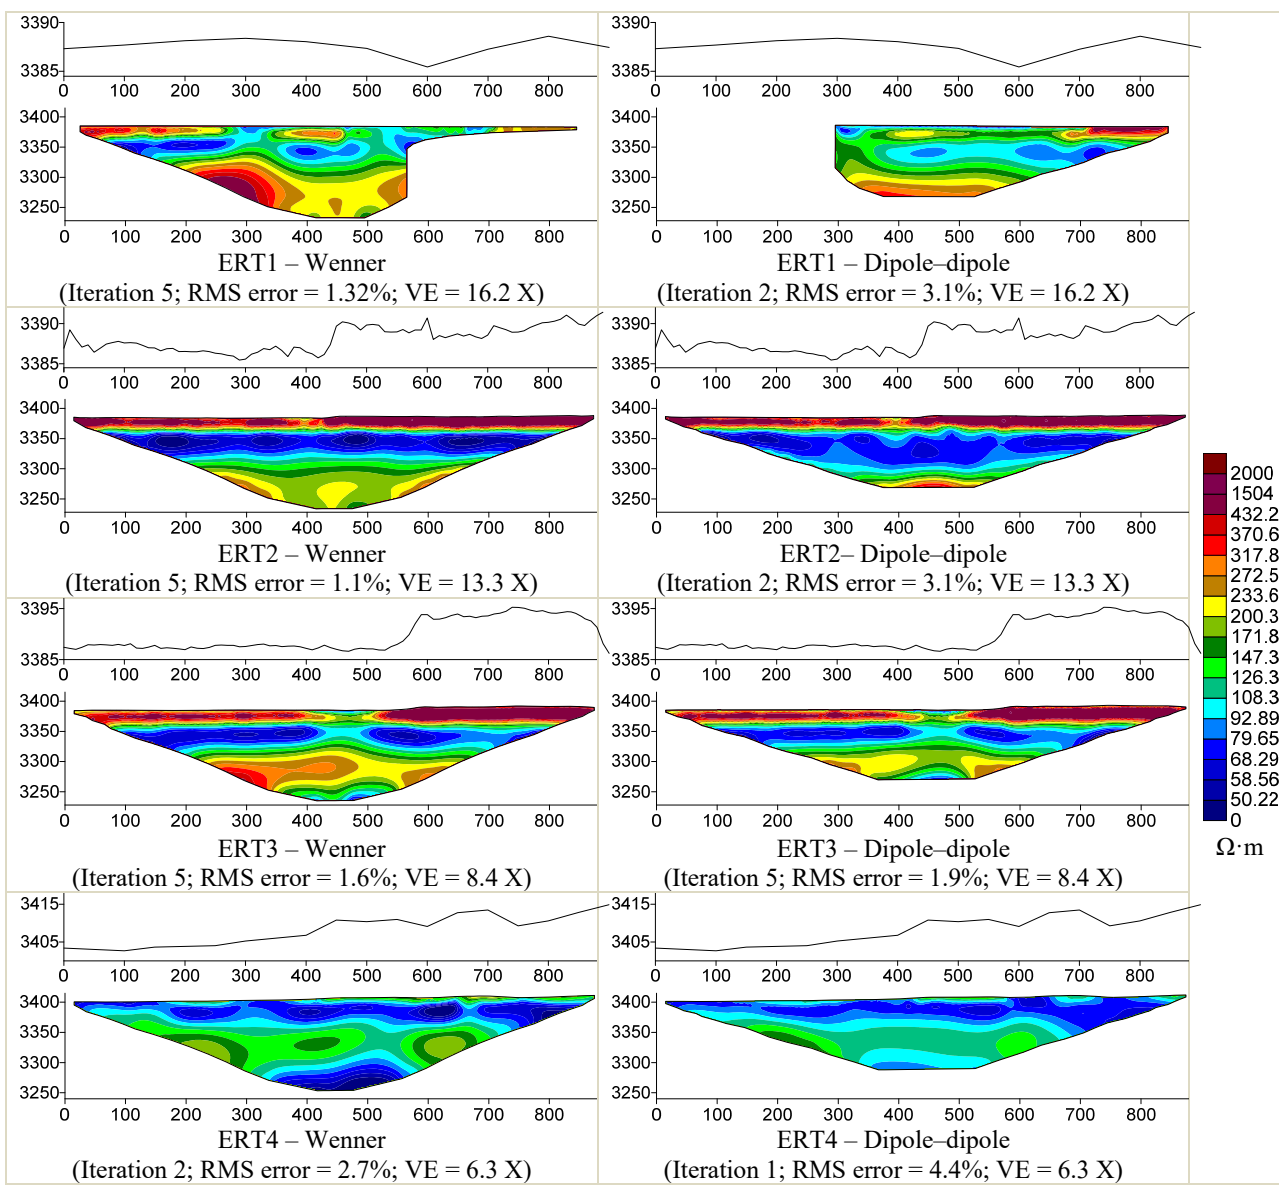 3390
3385
0 100 200 300 400 500 600 700 800
3400
3350
3300
3250
0 100 200 300 400 500 600 700 800
ERT1 – Wenner
(Iteration 5; RMS error = 1.32%; VE = 16.2 X)
3390
3385
0 100 200 300 400 500 600 700 800
3400
3350
3300
3250
0 100 200 300 400 500 600 700 800
ERT1 – Dipole–dipole
(Iteration 2; RMS error = 3.1%; VE = 16.2 X)
3390
3385
0 100 200 300 400 500 600 700 800
3400
3350
3300
3250
0 100 200 300 400 500 600 700 800
ERT2 – Wenner
(Iteration 5; RMS error = 1.1%; VE = 13.3 X)
3390
3385
0 100 200 300 400 500 600 700 800
3400
3350
3300
3250
0 100 200 300 400 500 600 700 800
ERT2– Dipole–dipole
(Iteration 2; RMS error = 3.1%; VE = 13.3 X)
3395
3385
0 100 200 300 400 500 600 700 800
3400
3350
3300
3250
0 100 200 300 400 500 600 700 800
ERT3 – Wenner
(Iteration 5; RMS error = 1.6%; VE = 8.4 X)
3395
3385
0 100 200 300 400 500 600 700 800
3400
3350
3300
3250
0 100 200 300 400 500 600 700 800
ERT3 – Dipole–dipole
(Iteration 5; RMS error = 1.9%; VE = 8.4 X)
3415
3405
0 100 200 300 400 500 600 700 800
3400
3350
3300
3250
0 100 200 300 400 500 600 700 800
ERT4 – Wenner
(Iteration 2; RMS error = 2.7%; VE = 6.3 X)
3415
3405
0 100 200 300 400 500 600 700 800
3400
3350
3300
3250
0 100 200 300 400 500 600 700 800
ERT4 – Dipole–dipole
(Iteration 1; RMS error = 4.4%; VE = 6.3 X)
2000
1504
432.2
370.6
317.8
272.5
233.6
200.3
171.8
147.3
126.3
108.3
92.89
79.65
68.29
58.56
50.22
0
Ω·m